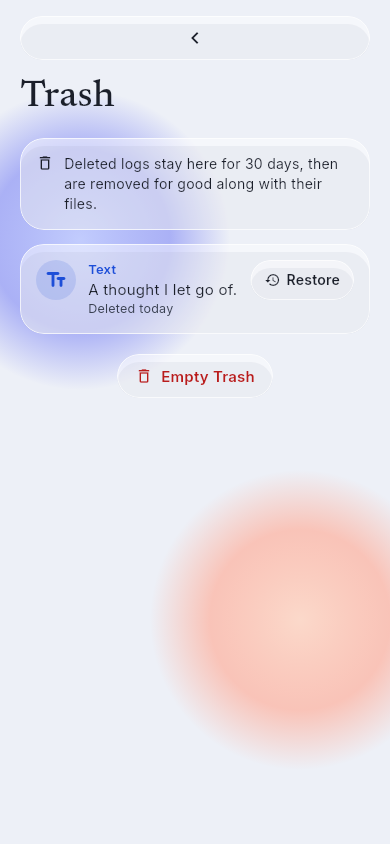 Trash
Deleted logs stay here for 30 days, then
are removed for good along with their
files.
Text
A thought I let go of.
Deleted today
Restore
Empty Trash